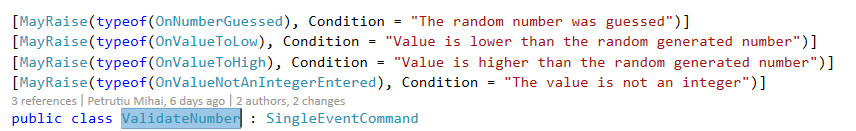 [MayRaise(typeof(OnNumberGuessed), Condition = "The random number was guessed")]
[MayRaise(typeof(OnValueToLow), Condition = "Value is lower than the random generated number")]
[MayRaise(typeof(OnValueToHigh), Condition = "Value is higher than the random generated number")]
[MayRaise(typeof(OnValueNotAnIntegerEntered), Condition = "The value is not an integer")]
3 references | Petrutiu Mihai, 6 days ago | 2 authors, 2 changes
public class ValidateNumber : SingleEventCommand